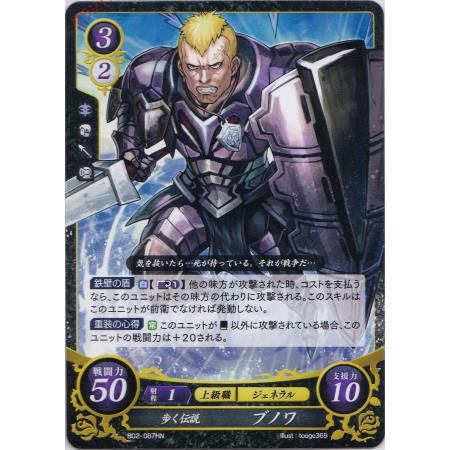 3
2
気を抜いたら…死が待っている。それが戦争だ…
鉄壁の盾 自 [1] 他の味方が攻撃された時、コストを支払う
なら、このユニットはその味方の代わりに攻撃される。このスキルは
このユニットが前衛でなければ発動しない。
重装の心得 常 このユニットが 以外に攻撃されている場合、こ
のユニットの戦闘力は+20される。
戦闘力
50
射程 1
上級職
ジェネラル
支援力
10
歩く伝説 ブノワ
B02-087HN
Illust : touge369